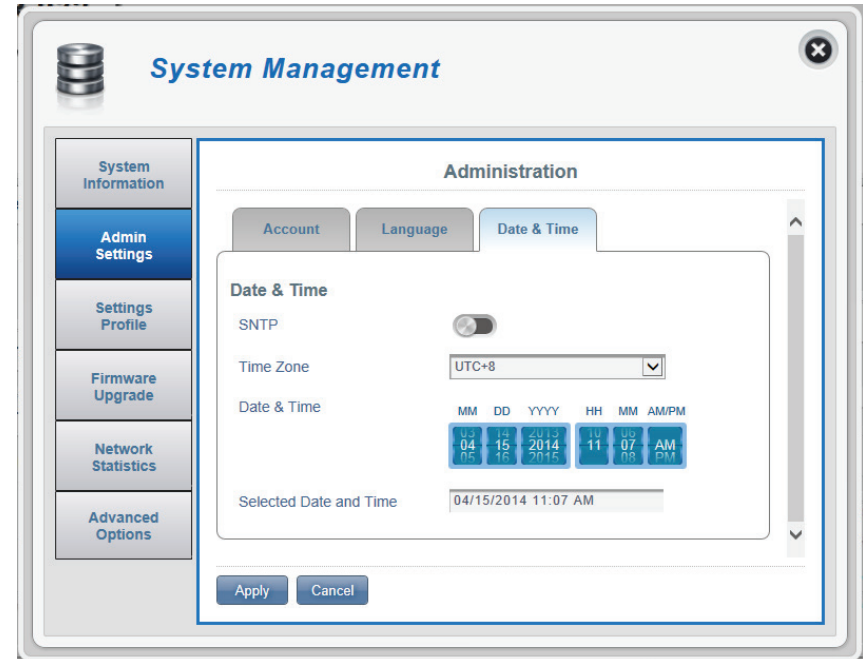 System Management
System
Information
Admin
Settings
Settings
Profile
Firmware
Upgrade
Network
Statistics
Advanced
Options
Administration
Account Language Date & Time
Date & Time
SNTP
Time Zone UTC+8
Date & Time MM DD YYYY HH MM AM/PM
03 14 2013 10 06
04 15 2014 11 07 AM
05 16 2015 08 PM
Selected Date and Time 04/15/2014 11:07 AM
Apply Cancel